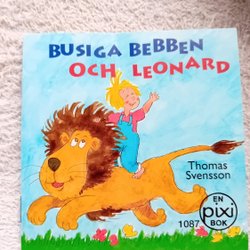 BUSIGA BEBBEN
OCH LEONARD
Thomas
Svensson
EN
pixi
BOK
1087